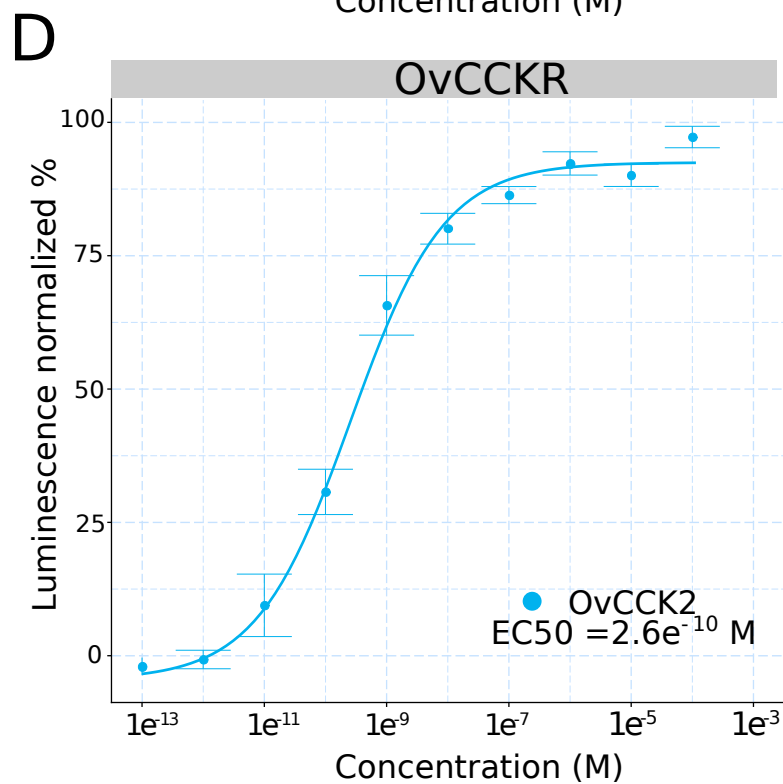 Concentration (M)
D
OvCCKR
Luminescence normalized %
100
75
50
25
0
OvCCK2
EC50 =2.6e⁻¹⁰ M
1e⁻¹³ 1e⁻¹¹ 1e⁻⁹ 1e⁻⁷ 1e⁻⁵ 1e⁻³
Concentration (M)